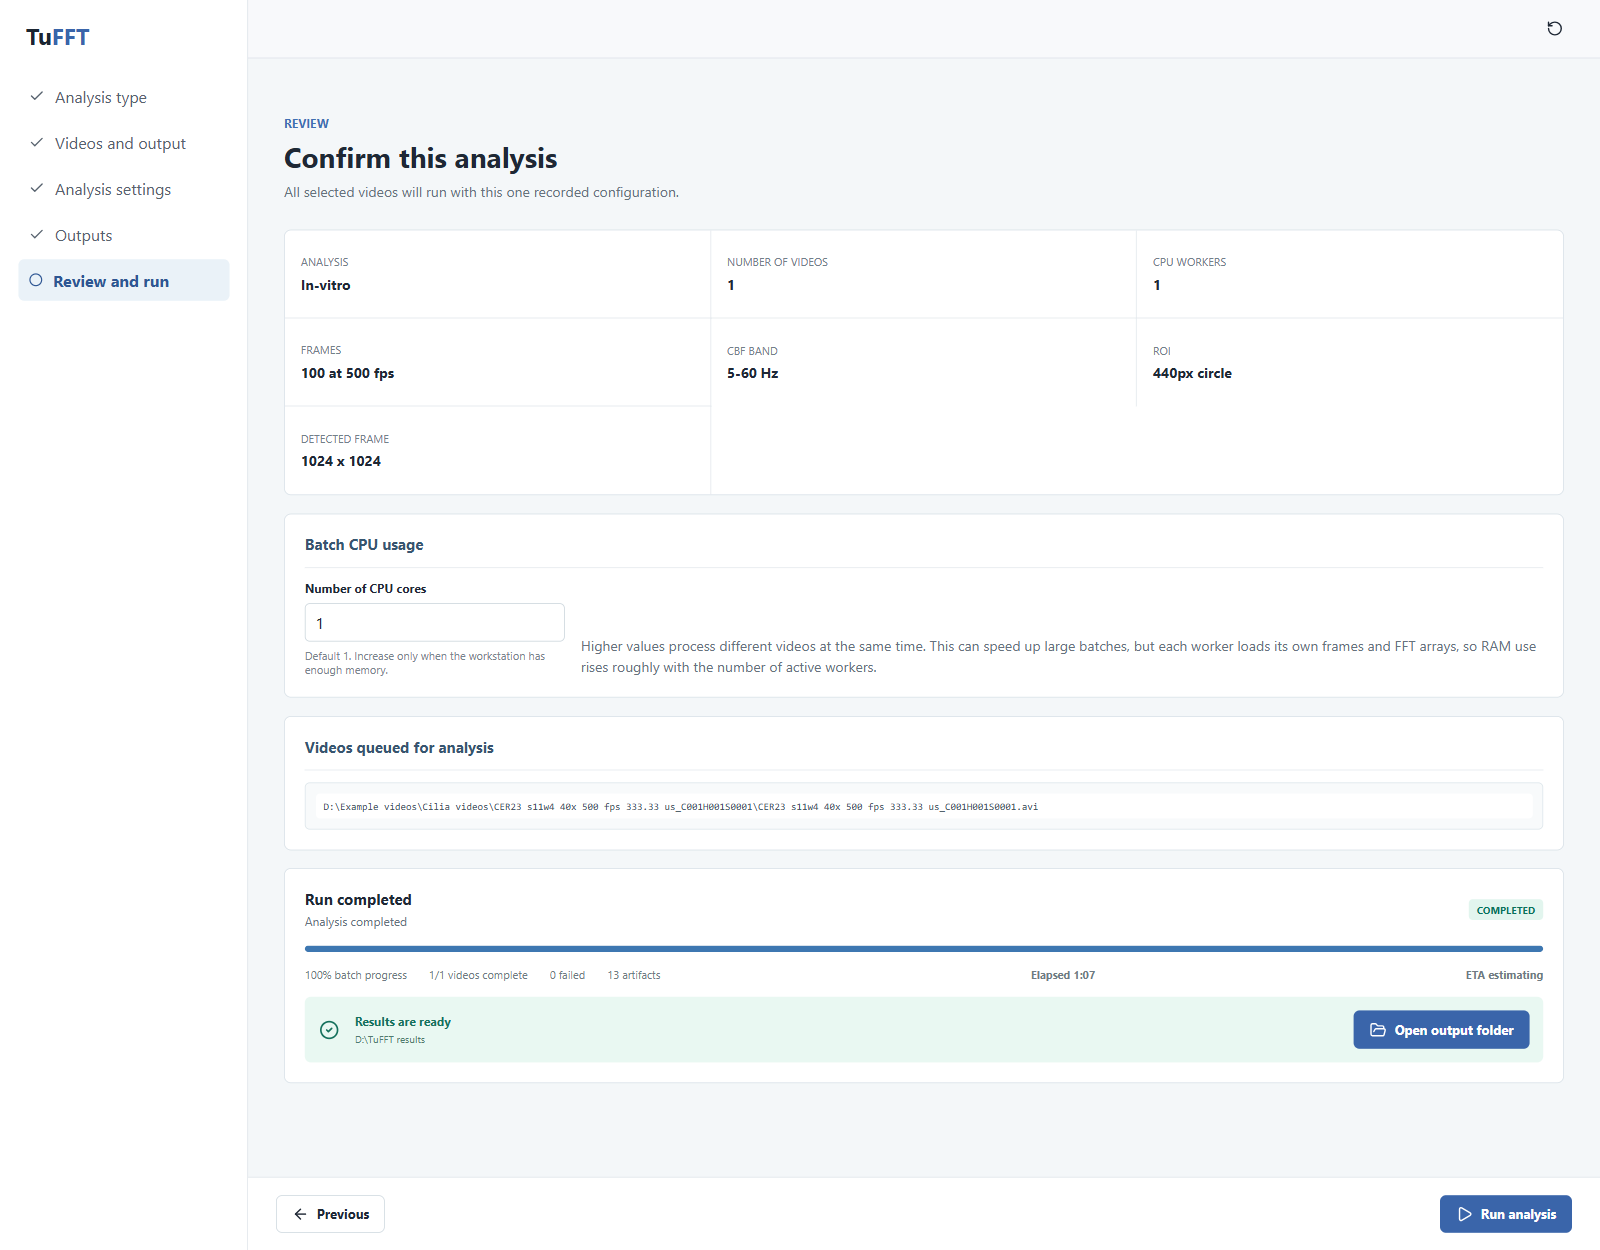 TuFFT
Analysis type
Videos and output
Analysis settings
Outputs
Review and run
REVIEW
Confirm this analysis
All selected videos will run with this one recorded configuration.
ANALYSIS
In-vitro
NUMBER OF VIDEOS
1
CPU WORKERS
1
FRAMES
100 at 500 fps
CBF BAND
5-60 Hz
ROI
440px circle
DETECTED FRAME
1024 x 1024
Batch CPU usage
Number of CPU cores
1
Default 1. Increase only when the workstation has
enough memory.
Higher values process different videos at the same time. This can speed up large batches, but each worker loads its own frames and FFT arrays, so RAM use
rises roughly with the number of active workers.
Videos queued for analysis
D:\Example videos\Cilia videos\CER23 s11w4 40x 500 fps 333.33 us_C001H001S0001\CER23 s11w4 40x 500 fps 333.33 us_C001H001S0001.avi
Run completed
Analysis completed
COMPLETED
100% batch progress 1/1 videos complete 0 failed 13 artifacts Elapsed 1:07 ETA estimating
Results are ready
D:\TuFFT results
Open output folder
Previous
Run analysis